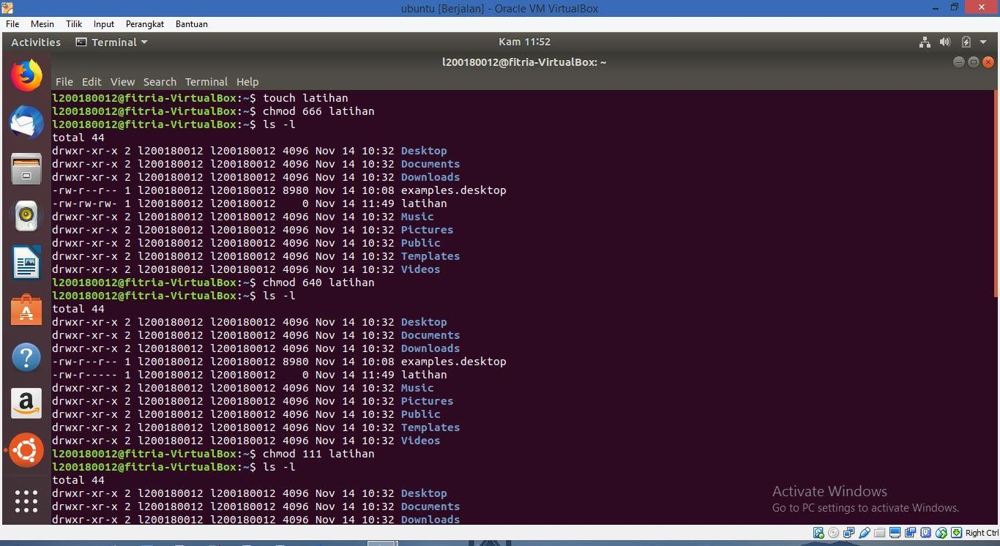 ubuntu [Berjalan] - Oracle VM VirtualBox
File Mesin Tilik Input Perangkat Bantuan
Activities Terminal Kam 11:52
l200180012@fitria-VirtualBox: ~
File Edit View Search Terminal Help
l200180012@fitria-VirtualBox:~$ touch latihan
l200180012@fitria-VirtualBox:~$ chmod 666 latihan
l200180012@fitria-VirtualBox:~$ ls -l
total 44
drwxr-xr-x 2 l200180012 l200180012 4096 Nov 14 10:32 Desktop
drwxr-xr-x 2 l200180012 l200180012 4096 Nov 14 10:32 Documents
drwxr-xr-x 2 l200180012 l200180012 4096 Nov 14 10:32 Downloads
-rw-r--r-- 1 l200180012 l200180012 8980 Nov 14 10:08 examples.desktop
-rw-rw-rw- 1 l200180012 l200180012    0 Nov 14 11:49 latihan
drwxr-xr-x 2 l200180012 l200180012 4096 Nov 14 10:32 Music
drwxr-xr-x 2 l200180012 l200180012 4096 Nov 14 10:32 Pictures
drwxr-xr-x 2 l200180012 l200180012 4096 Nov 14 10:32 Public
drwxr-xr-x 2 l200180012 l200180012 4096 Nov 14 10:32 Templates
drwxr-xr-x 2 l200180012 l200180012 4096 Nov 14 10:32 Videos
l200180012@fitria-VirtualBox:~$ chmod 640 latihan
l200180012@fitria-VirtualBox:~$ ls -l
total 44
drwxr-xr-x 2 l200180012 l200180012 4096 Nov 14 10:32 Desktop
drwxr-xr-x 2 l200180012 l200180012 4096 Nov 14 10:32 Documents
drwxr-xr-x 2 l200180012 l200180012 4096 Nov 14 10:32 Downloads
-rw-r--r-- 1 l200180012 l200180012 8980 Nov 14 10:08 examples.desktop
-rw-r----- 1 l200180012 l200180012    0 Nov 14 11:49 latihan
drwxr-xr-x 2 l200180012 l200180012 4096 Nov 14 10:32 Music
drwxr-xr-x 2 l200180012 l200180012 4096 Nov 14 10:32 Pictures
drwxr-xr-x 2 l200180012 l200180012 4096 Nov 14 10:32 Public
drwxr-xr-x 2 l200180012 l200180012 4096 Nov 14 10:32 Templates
drwxr-xr-x 2 l200180012 l200180012 4096 Nov 14 10:32 Videos
l200180012@fitria-VirtualBox:~$ chmod 111 latihan
l200180012@fitria-VirtualBox:~$ ls -l
total 44
drwxr-xr-x 2 l200180012 l200180012 4096 Nov 14 10:32 Desktop
drwxr-xr-x 2 l200180012 l200180012 4096 Nov 14 10:32 Documents
drwxr-xr-x 2 l200180012 l200180012 4096 Nov 14 10:32 Downloads
Activate Windows
Go to PC settings to activate Windows.
Right Ctrl